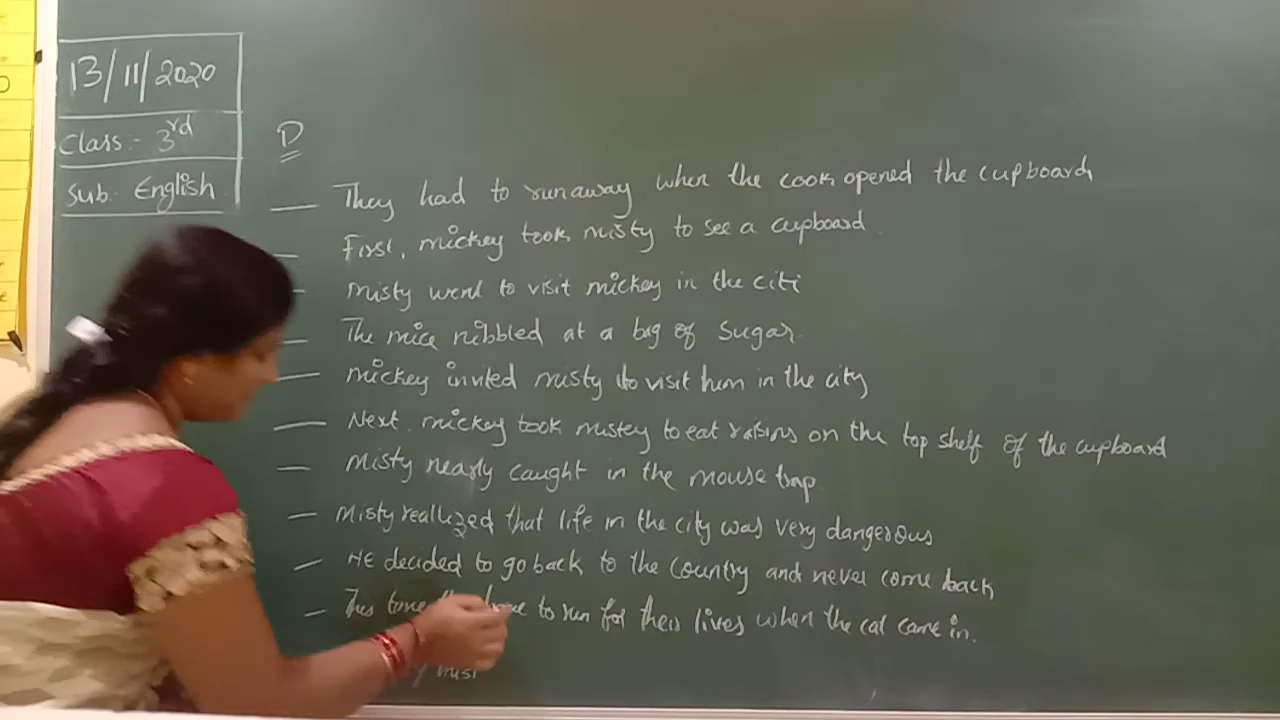 13/11/2020
Class:- 3rd
Sub. English
D
They had to runaway when the cook opened the cupboard
First, mickey took misty to see a cupboard
misty went to visit mickey in the citi
The mice nibbled at a bag of sugar.
mickey invited misty to visit him in the city
Next, mickey took mistey to eat raisins on the top shelf of the cupboard
Misty nearly caught in the mouse trap
Misty reallized that life in the city was very dangerous
HE decided to go back to the country and never come back
This time to run for their lives when the cat came in.